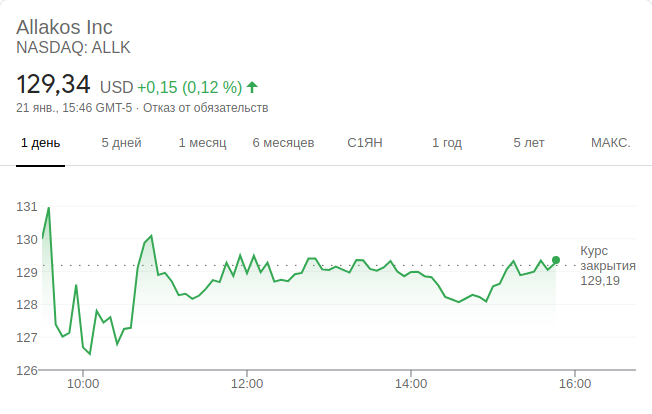 Allakos Inc
NASDAQ: ALLK
129,34 USD +0,15 (0,12 %)
21 янв., 15:46 GMT-5 · Отказ от обязательств
1 день 5 дней 1 месяц 6 месяцев С1ЯН 1 год 5 лет МАКС.
131
130
129
128
127
126
Курс
закрытия
129,19
10:00 12:00 14:00 16:00